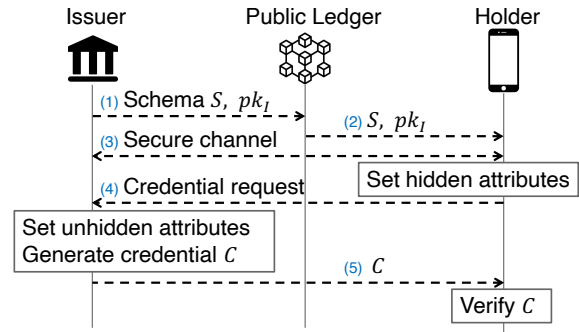 Issuer
Public Ledger
Holder
(1) Schema S, pk_I
(2) S, pk_I
(3) Secure channel
Set hidden attributes
(4) Credential request
Set unhidden attributes
Generate credential C
(5) C
Verify C